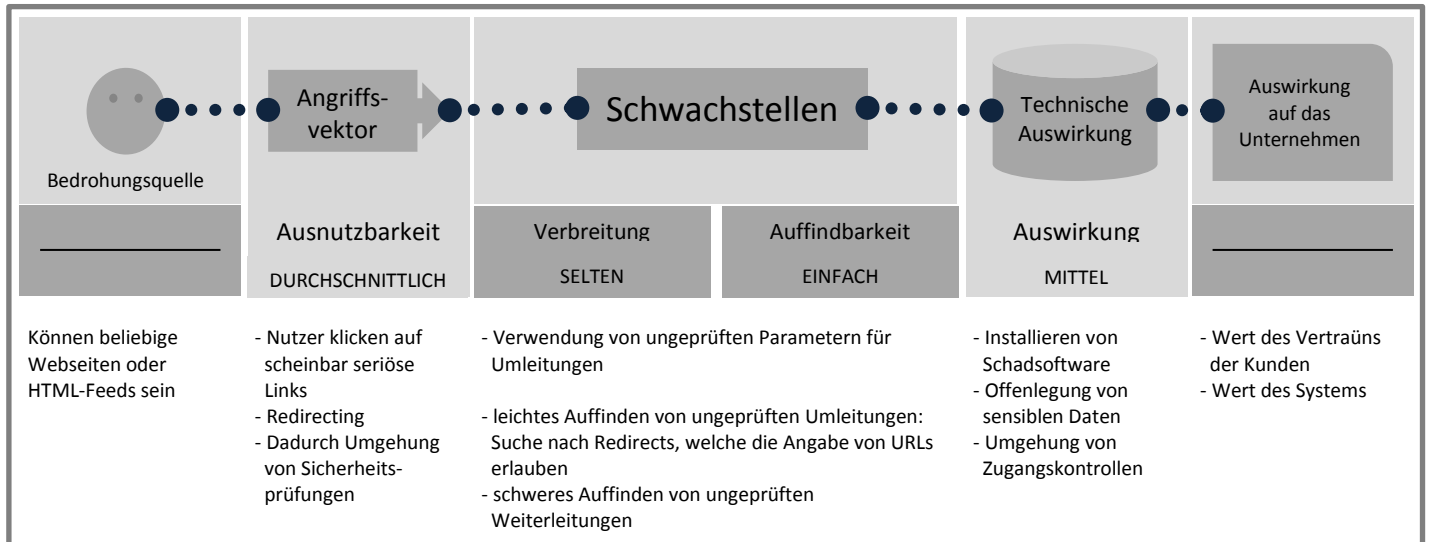 Bedrohungsquelle
Angriffs-
vektor
Schwachstellen
Technische
Auswirkung
Auswirkung
auf das
Unternehmen
Ausnutzbarkeit
DURCHSCHNITTLICH
Verbreitung
SELTEN
Auffindbarkeit
EINFACH
Auswirkung
MITTEL
Können beliebige
Webseiten oder
HTML-Feeds sein
- Nutzer klicken auf
scheinbar seriöse
Links
- Redirecting
- Dadurch Umgehung
von Sicherheits-
prüfungen
- Verwendung von ungeprüften Parametern für
Umleitungen
- leichtes Auffinden von ungeprüften Umleitungen:
Suche nach Redirects, welche die Angabe von URLs
erlauben
- schweres Auffinden von ungeprüften
Weiterleitungen
- Installieren von
Schadsoftware
- Offenlegung von
sensiblen Daten
- Umgehung von
Zugangskontrollen
- Wert des Vertraüns
der Kunden
- Wert des Systems